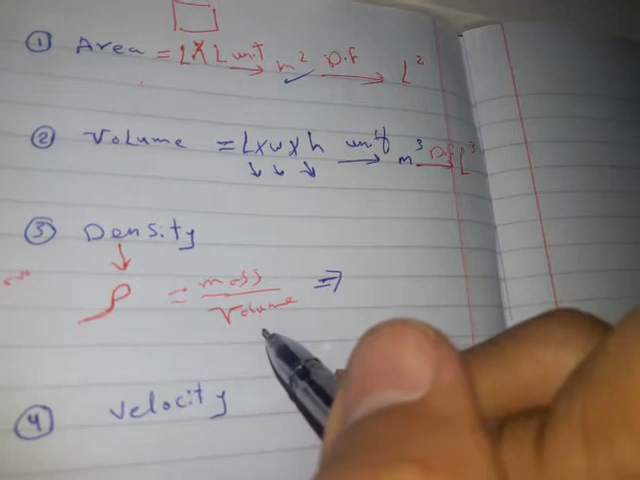 ① Area = L X L unit → m² D.F → L²
② Volume = L x w x h unit → m³ D.F → L³
③ Density
ρ = mass / Volume ⇒
④ velocity